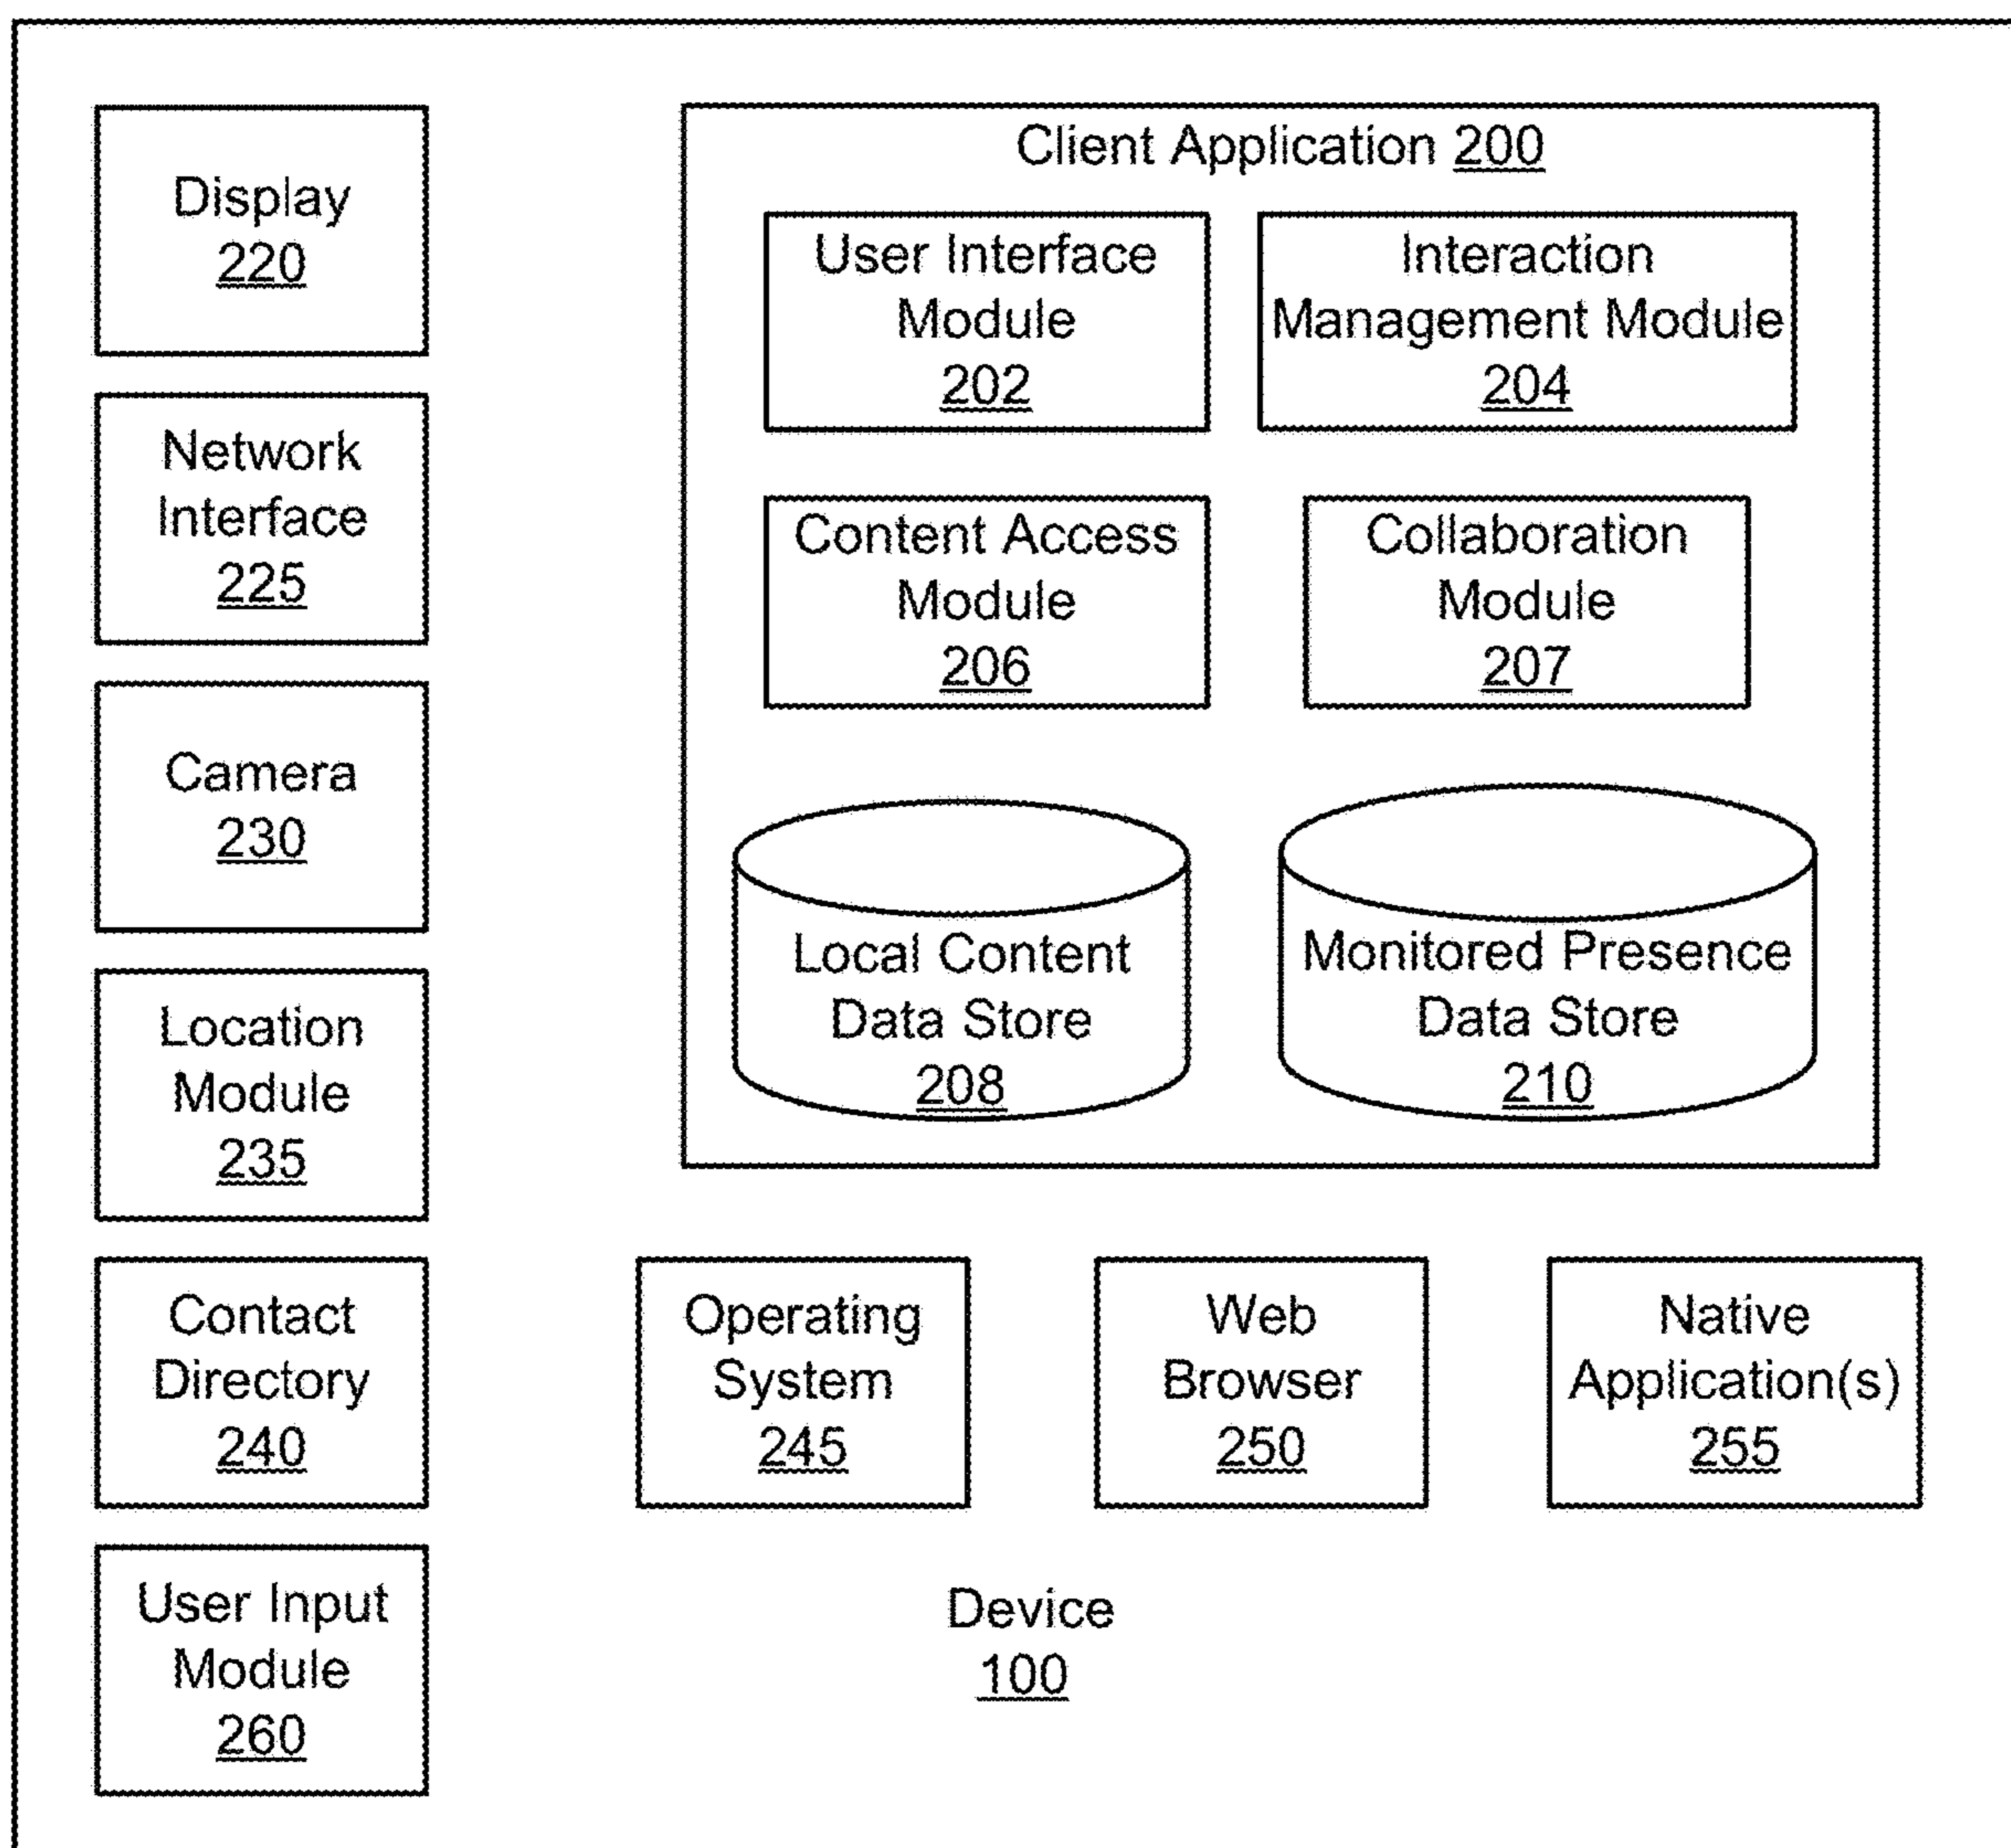 Display
220
Network
Interface
225
Camera
230
Location
Module
235
Contact
Directory
240
User Input
Module
260
Client Application 200
User Interface
Module
202
Interaction
Management Module
204
Content Access
Module
206
Collaboration
Module
207
Local Content
Data Store
208
Monitored Presence
Data Store
210
Operating
System
245
Web
Browser
250
Native
Application(s)
255
Device
100